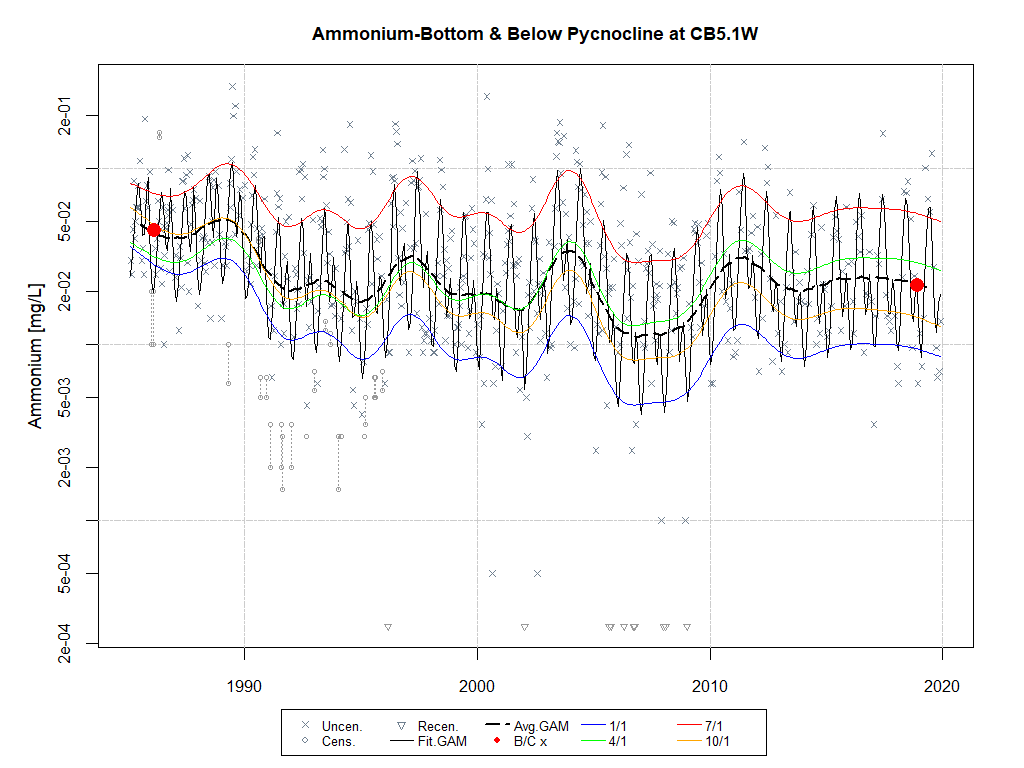 Ammonium-Bottom & Below Pycnocline at CB5.1W
Ammonium [mg/L]
2e-01
5e-02
2e-02
5e-03
2e-03
5e-04
2e-04
1990 2000 2010 2020
Uncen. Recen. Avg.GAM 1/1 7/1
Cens. Fit.GAM B/C x 4/1 10/1